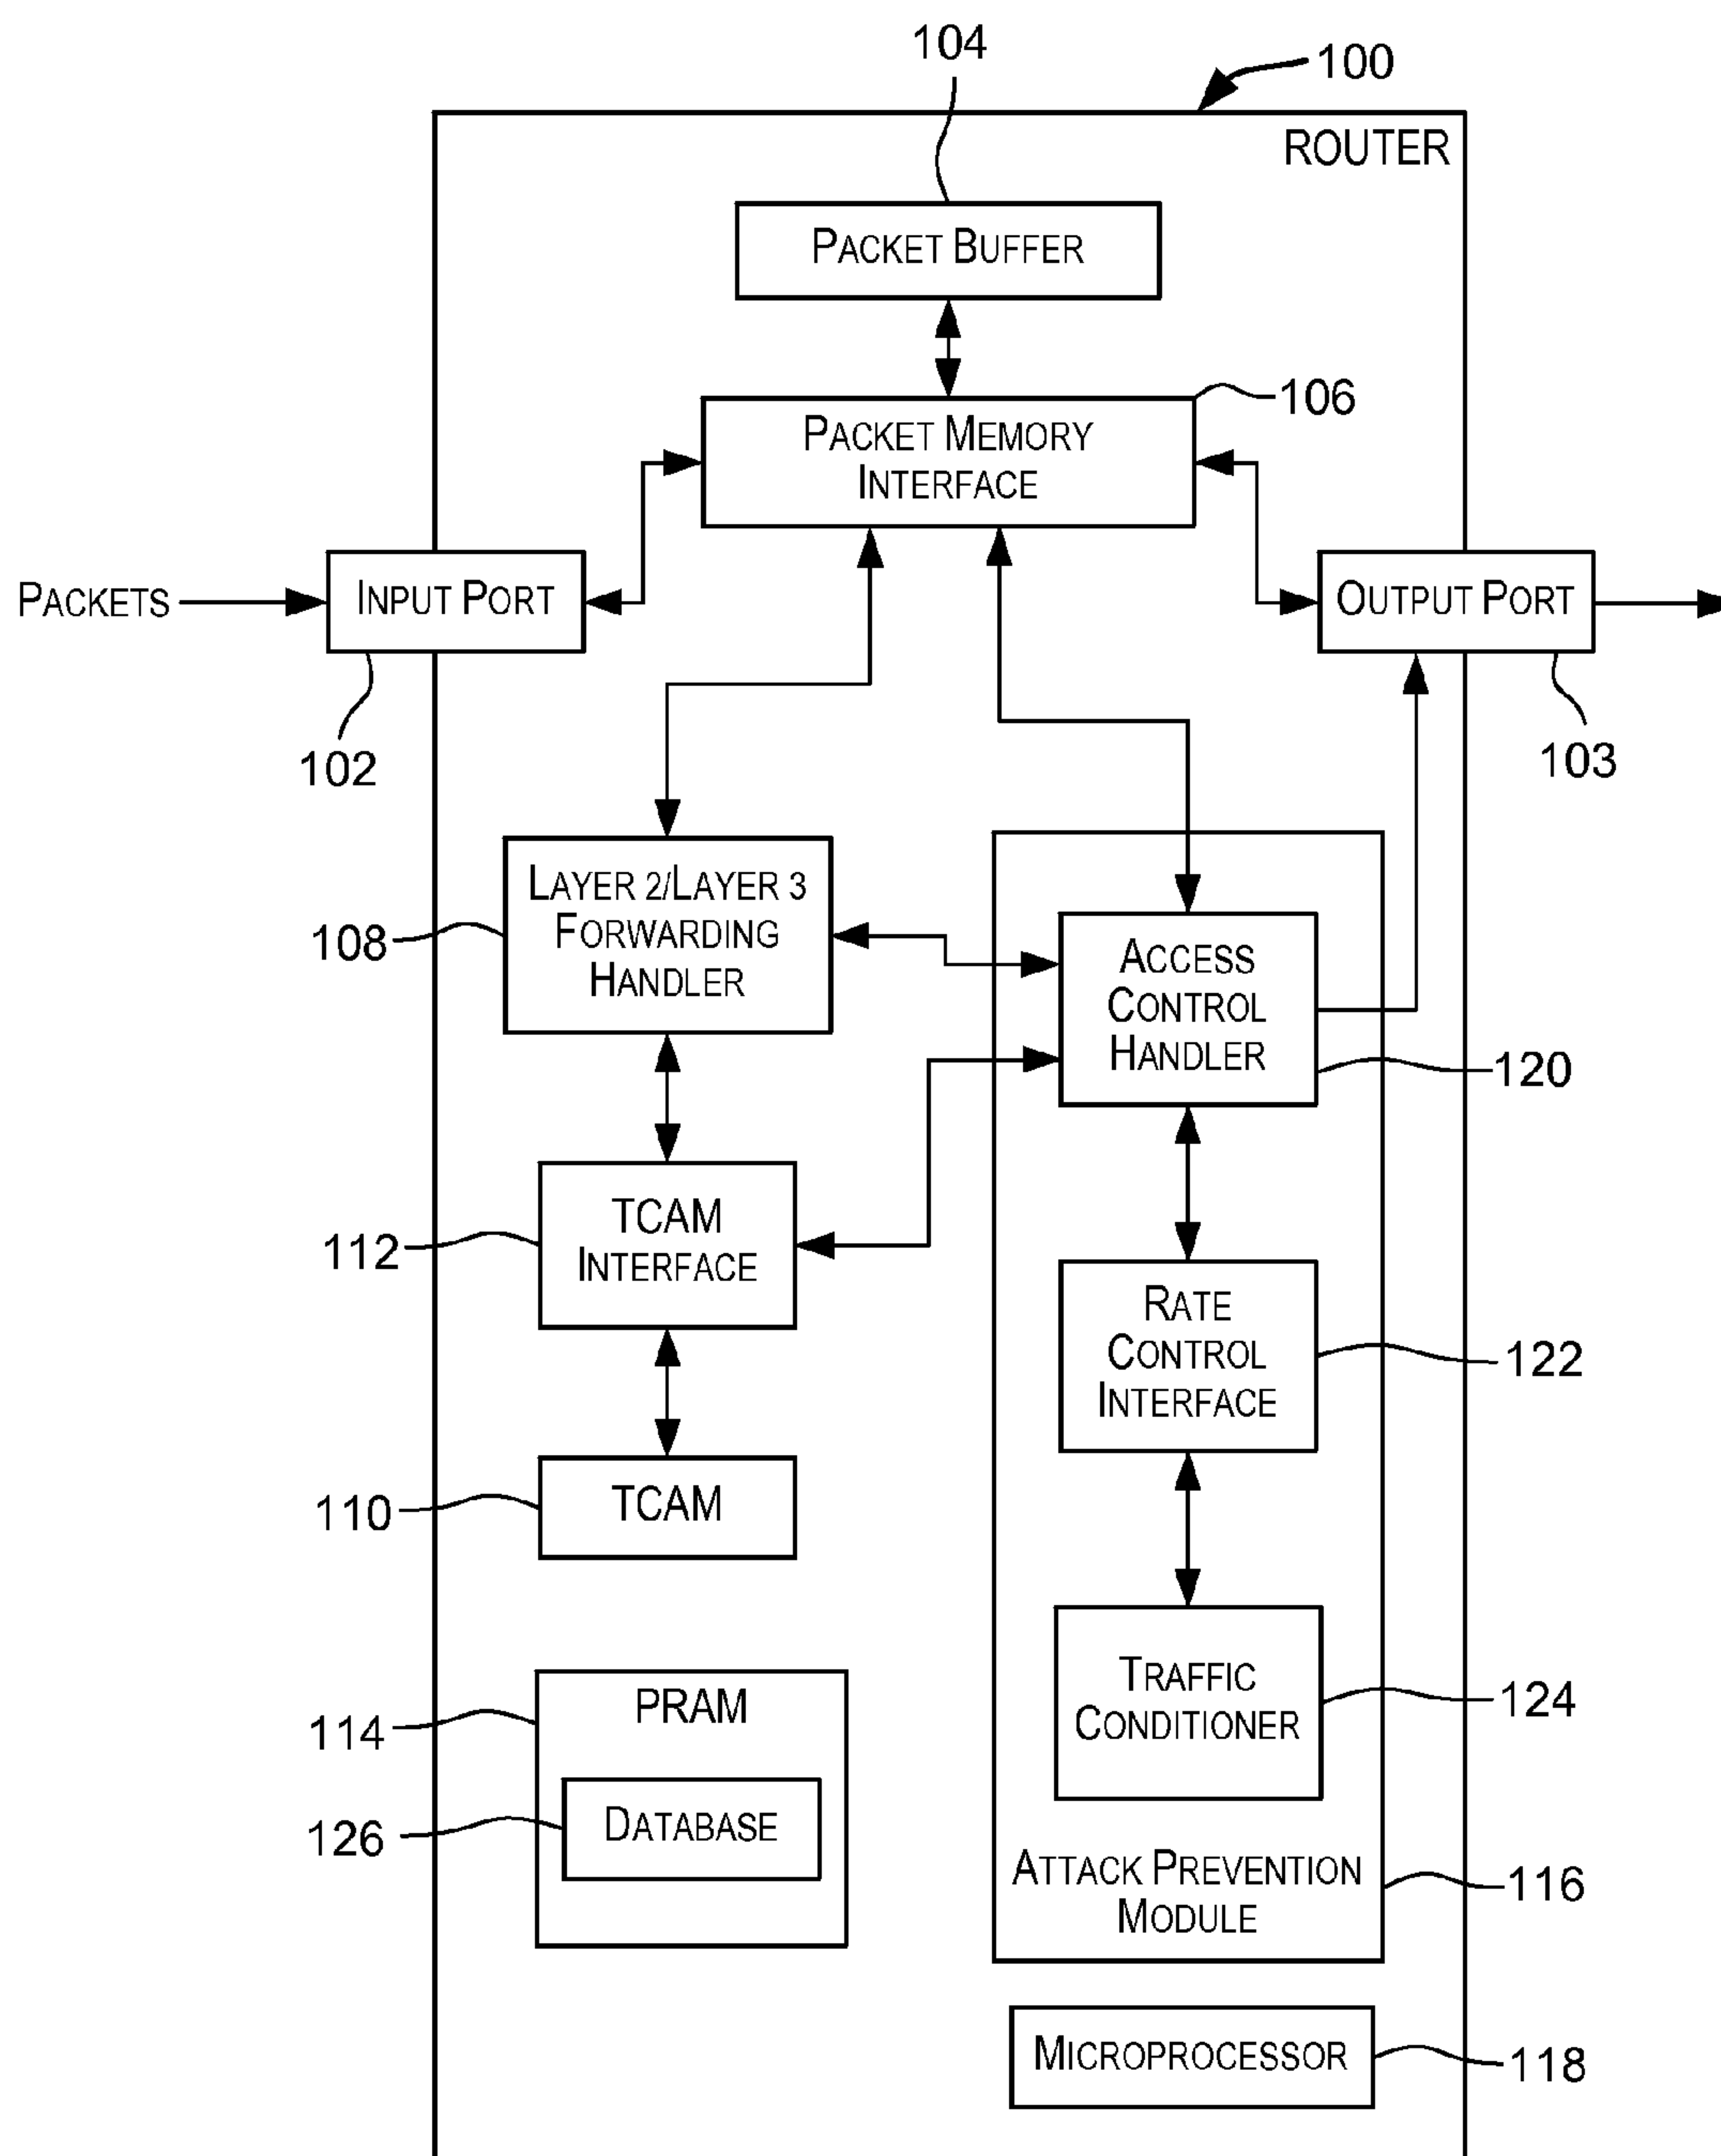 104
100
ROUTER
PACKET BUFFER
106
PACKET MEMORY
INTERFACE
PACKETS
INPUT PORT
OUTPUT PORT
102
103
LAYER 2/LAYER 3
FORWARDING
HANDLER
108
ACCESS
CONTROL
HANDLER
120
TCAM
INTERFACE
112
RATE
CONTROL
INTERFACE
122
TCAM
110
TRAFFIC
CONDITIONER
124
PRAM
114
DATABASE
126
ATTACK PREVENTION
MODULE
116
MICROPROCESSOR
118